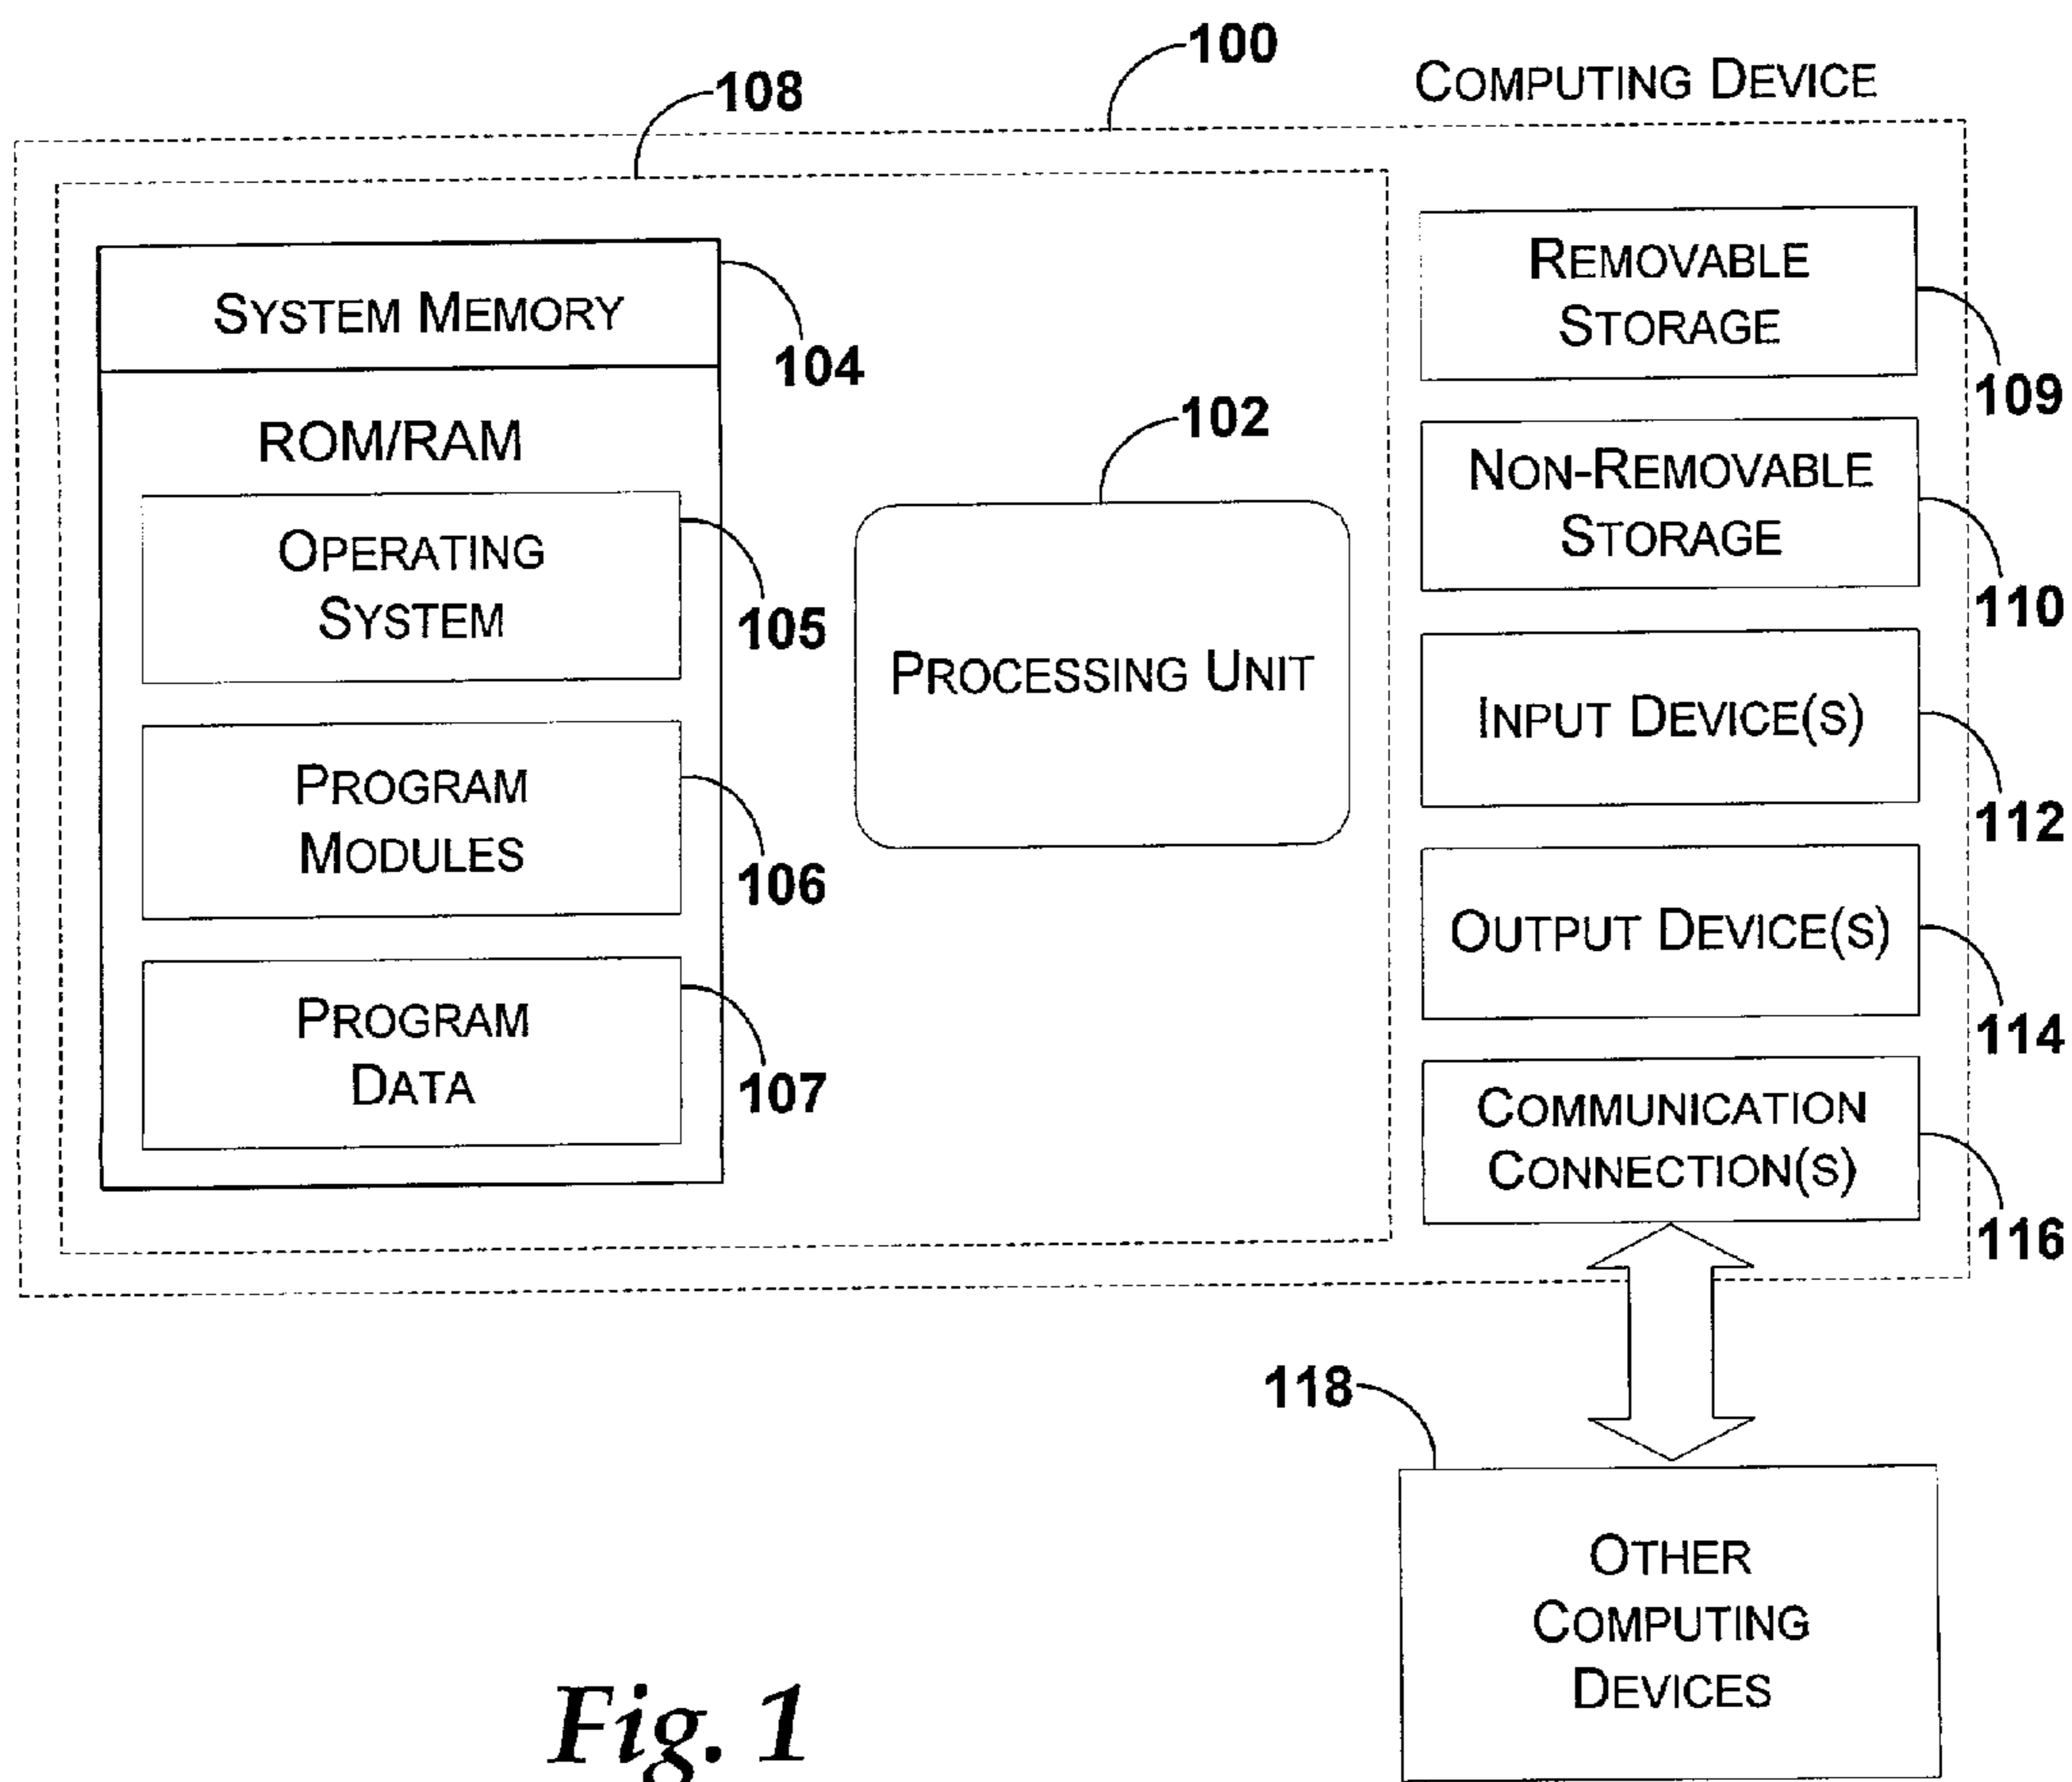 100
COMPUTING DEVICE
108
SYSTEM MEMORY
104
ROM/RAM
OPERATING
SYSTEM
105
PROGRAM
MODULES
106
PROGRAM
DATA
107
102
PROCESSING UNIT
REMOVABLE
STORAGE
109
NON-REMOVABLE
STORAGE
110
INPUT DEVICE(S)
112
OUTPUT DEVICE(S)
114
COMMUNICATION
CONNECTION(S)
116
118
OTHER
COMPUTING
DEVICES
Fig. 1